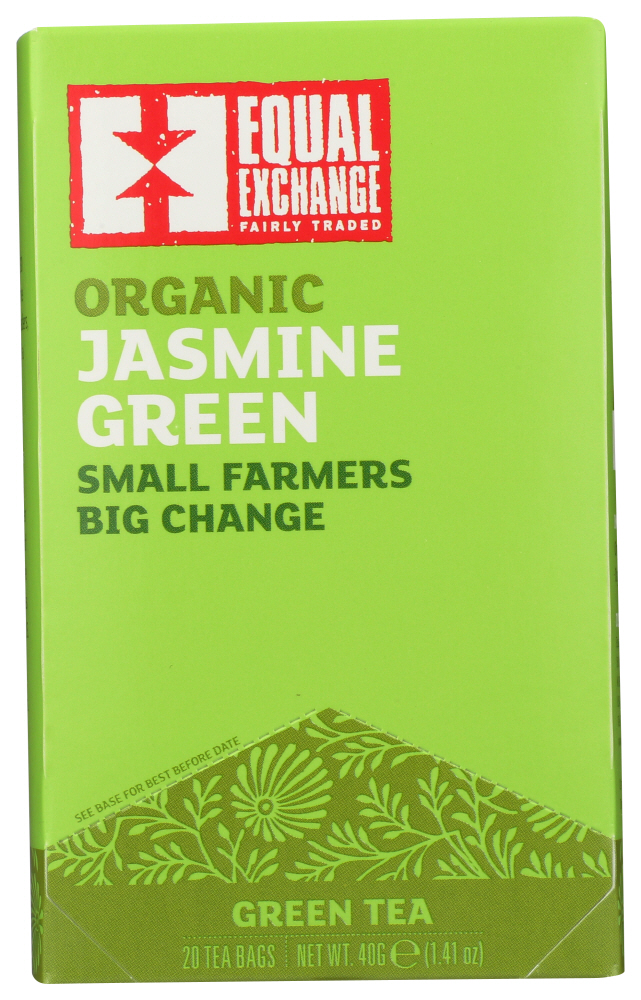 EQUAL
EXCHANGE
FAIRLY TRADED
ORGANIC
JASMINE
GREEN
SMALL FARMERS
BIG CHANGE
SEE BASE FOR BEST BEFORE DATE
GREEN TEA
20 TEA BAGS NET WT. 40G ℮ (1.41 oz)